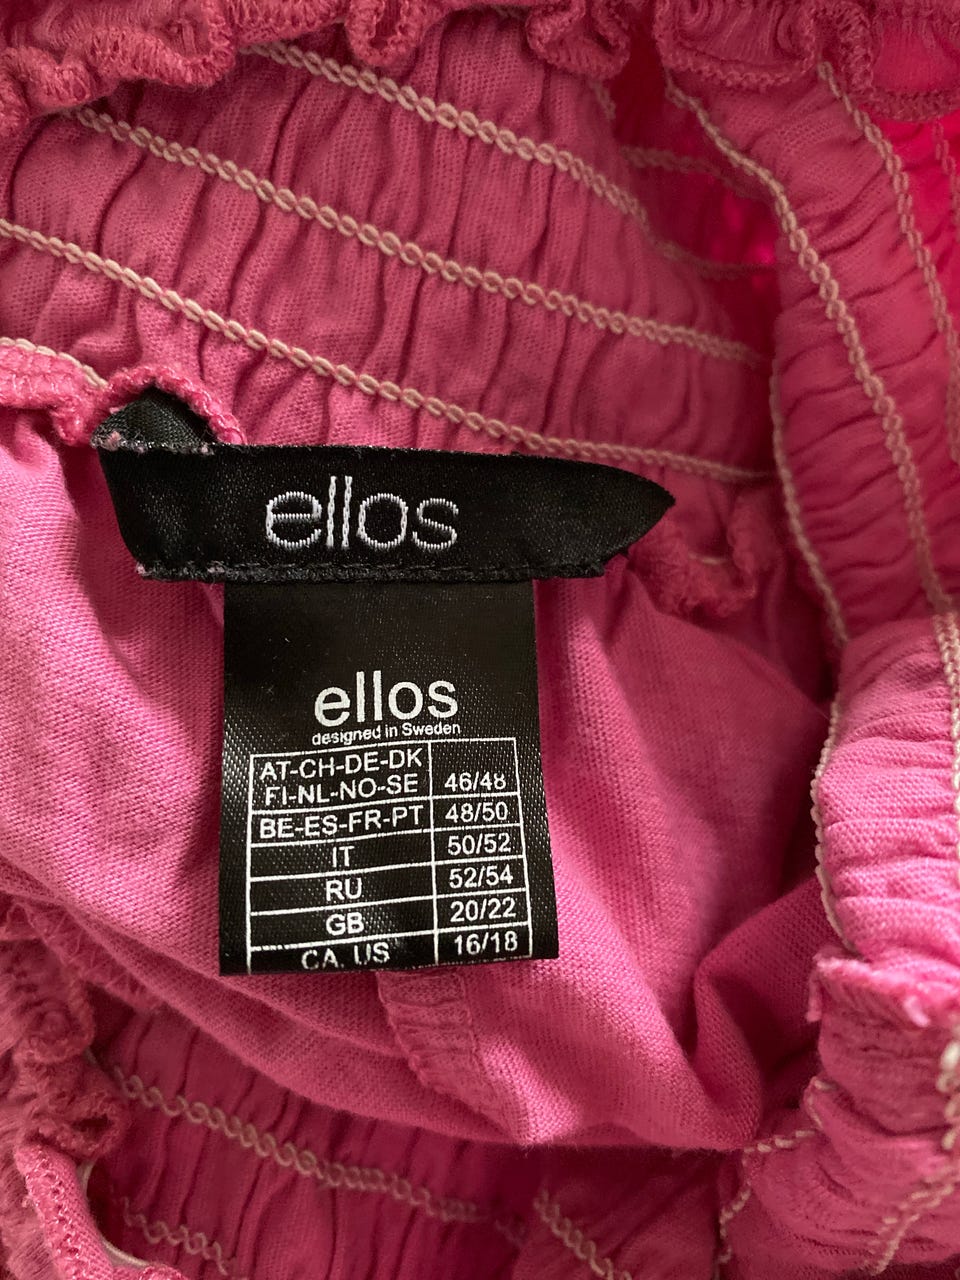 ellos
ellos
designed in Sweden
AT-CH-DE-DK
FI-NL-NO-SE 46/48
BE-ES-FR-PT 48/50
IT 50/52
RU 52/54
GB 20/22
CA. US 16/18